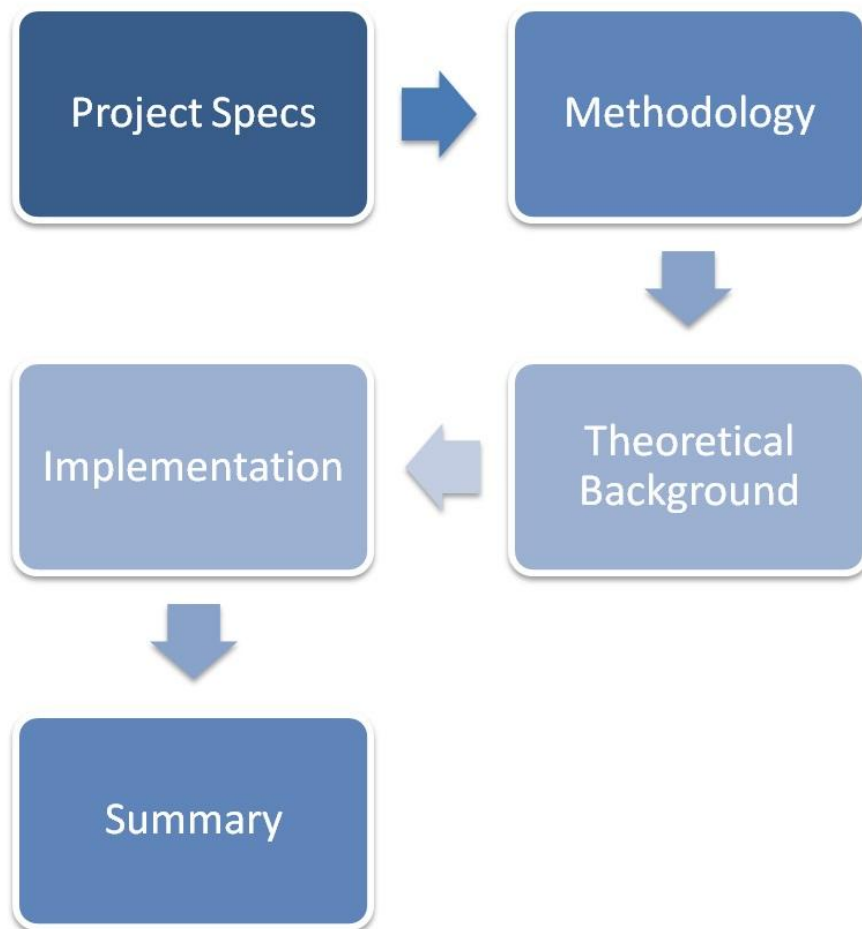 Project Specs
Methodology
Theoretical
Background
Implementation
Summary